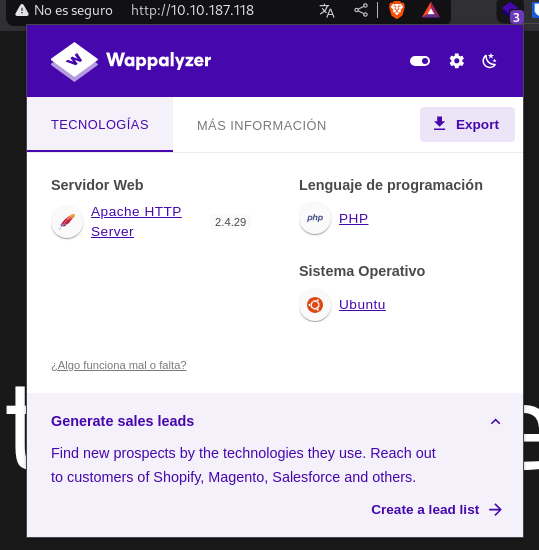 No es seguro
http://10.10.187.118
3
Wappalyzer
TECNOLOGÍAS
MÁS INFORMACIÓN
Export
Servidor Web
Apache HTTP
Server
2.4.29
Lenguaje de programación
php
PHP
Sistema Operativo
Ubuntu
¿Algo funciona mal o falta?
t
e
Generate sales leads
Find new prospects by the technologies they use. Reach out
to customers of Shopify, Magento, Salesforce and others.
Create a lead list